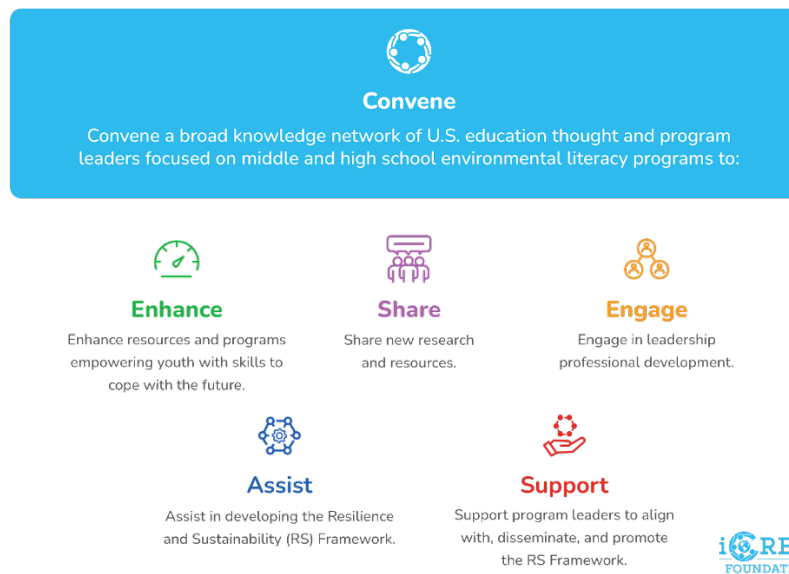 Convene
Convene a broad knowledge network of U.S. education thought and program
leaders focused on middle and high school environmental literacy programs to:
Enhance
Enhance resources and programs
empowering youth with skills to
cope with the future.
Share
Share new research
and resources.
Engage
Engage in leadership
professional development.
Assist
Assist in developing the Resilience
and Sustainability (RS) Framework.
Support
Support program leaders to align
with, disseminate, and promote
the RS Framework.